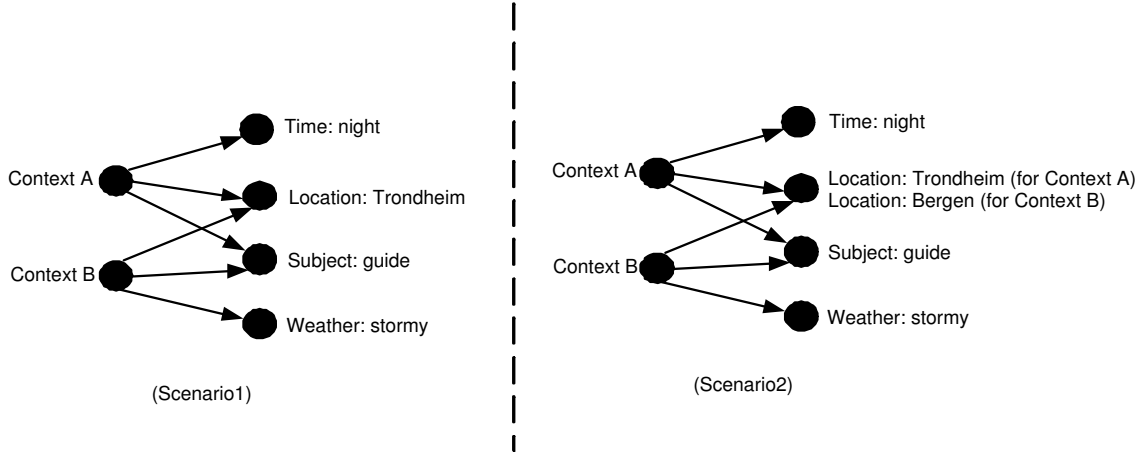 Time: night
Context A
Location: Trondheim
Context B
Subject: guide
Weather: stormy
(Scenario1)
Time: night
Context A
Location: Trondheim (for Context A)
Location: Bergen (for Context B)
Subject: guide
Context B
Weather: stormy
(Scenario2)